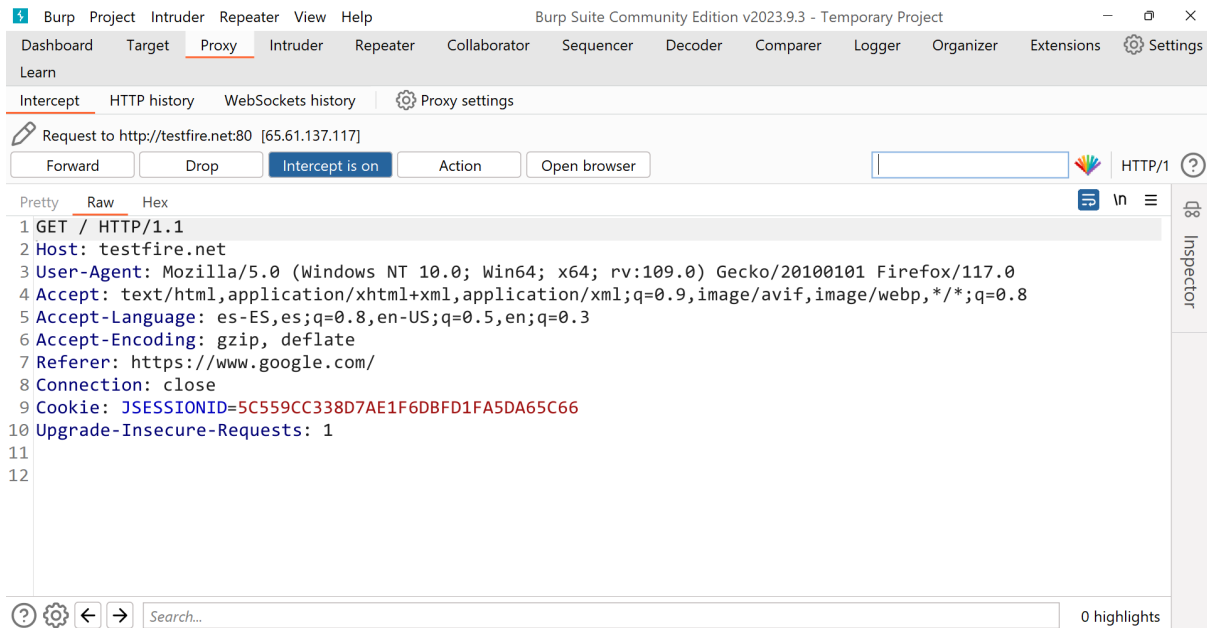 Burp Project Intruder Repeater View Help Burp Suite Community Edition v2023.9.3 - Temporary Project
Dashboard Target Proxy Intruder Repeater Collaborator Sequencer Decoder Comparer Logger Organizer Extensions Settings
Learn
Intercept HTTP history WebSockets history Proxy settings
Request to http://testfire.net:80 [65.61.137.117]
Forward Drop Intercept is on Action Open browser HTTP/1 ?
Pretty Raw Hex \n
1 GET / HTTP/1.1
2 Host: testfire.net
3 User-Agent: Mozilla/5.0 (Windows NT 10.0; Win64; x64; rv:109.0) Gecko/20100101 Firefox/117.0
4 Accept: text/html,application/xhtml+xml,application/xml;q=0.9,image/avif,image/webp,*/*;q=0.8
5 Accept-Language: es-ES,es;q=0.8,en-US;q=0.5,en;q=0.3
6 Accept-Encoding: gzip, deflate
7 Referer: https://www.google.com/
8 Connection: close
9 Cookie: JSESSIONID=5C559CC338D7AE1F6DBFD1FA5DA65C66
10 Upgrade-Insecure-Requests: 1
11
12
Inspector
? Search... 0 highlights